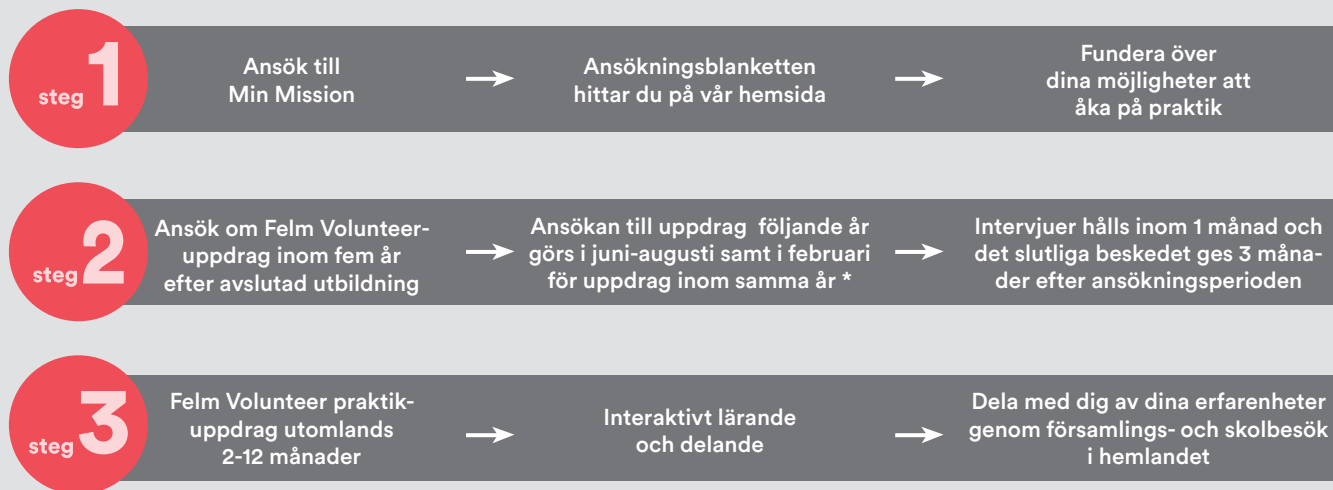 steg 1
Ansök till
Min Mission
Ansökningsblanketten
hittar du på vår hemsida
Fundera över
dina möjligheter att
åka på praktik
steg 2
Ansök om Felm Volunteer-
uppdrag inom fem år
efter avslutad utbildning
Ansökan till uppdrag följande år
görs i juni-augusti samt i februari
för uppdrag inom samma år *
Intervjuer hålls inom 1 månad och
det slutliga beskedet ges 3 måna-
der efter ansökningsperioden
steg 3
Felm Volunteer praktik-
uppdrag utomlands
2-12 månader
Interaktivt lärande
och delande
Dela med dig av dina erfarenheter
genom församlings- och skolbesök
i hemlandet